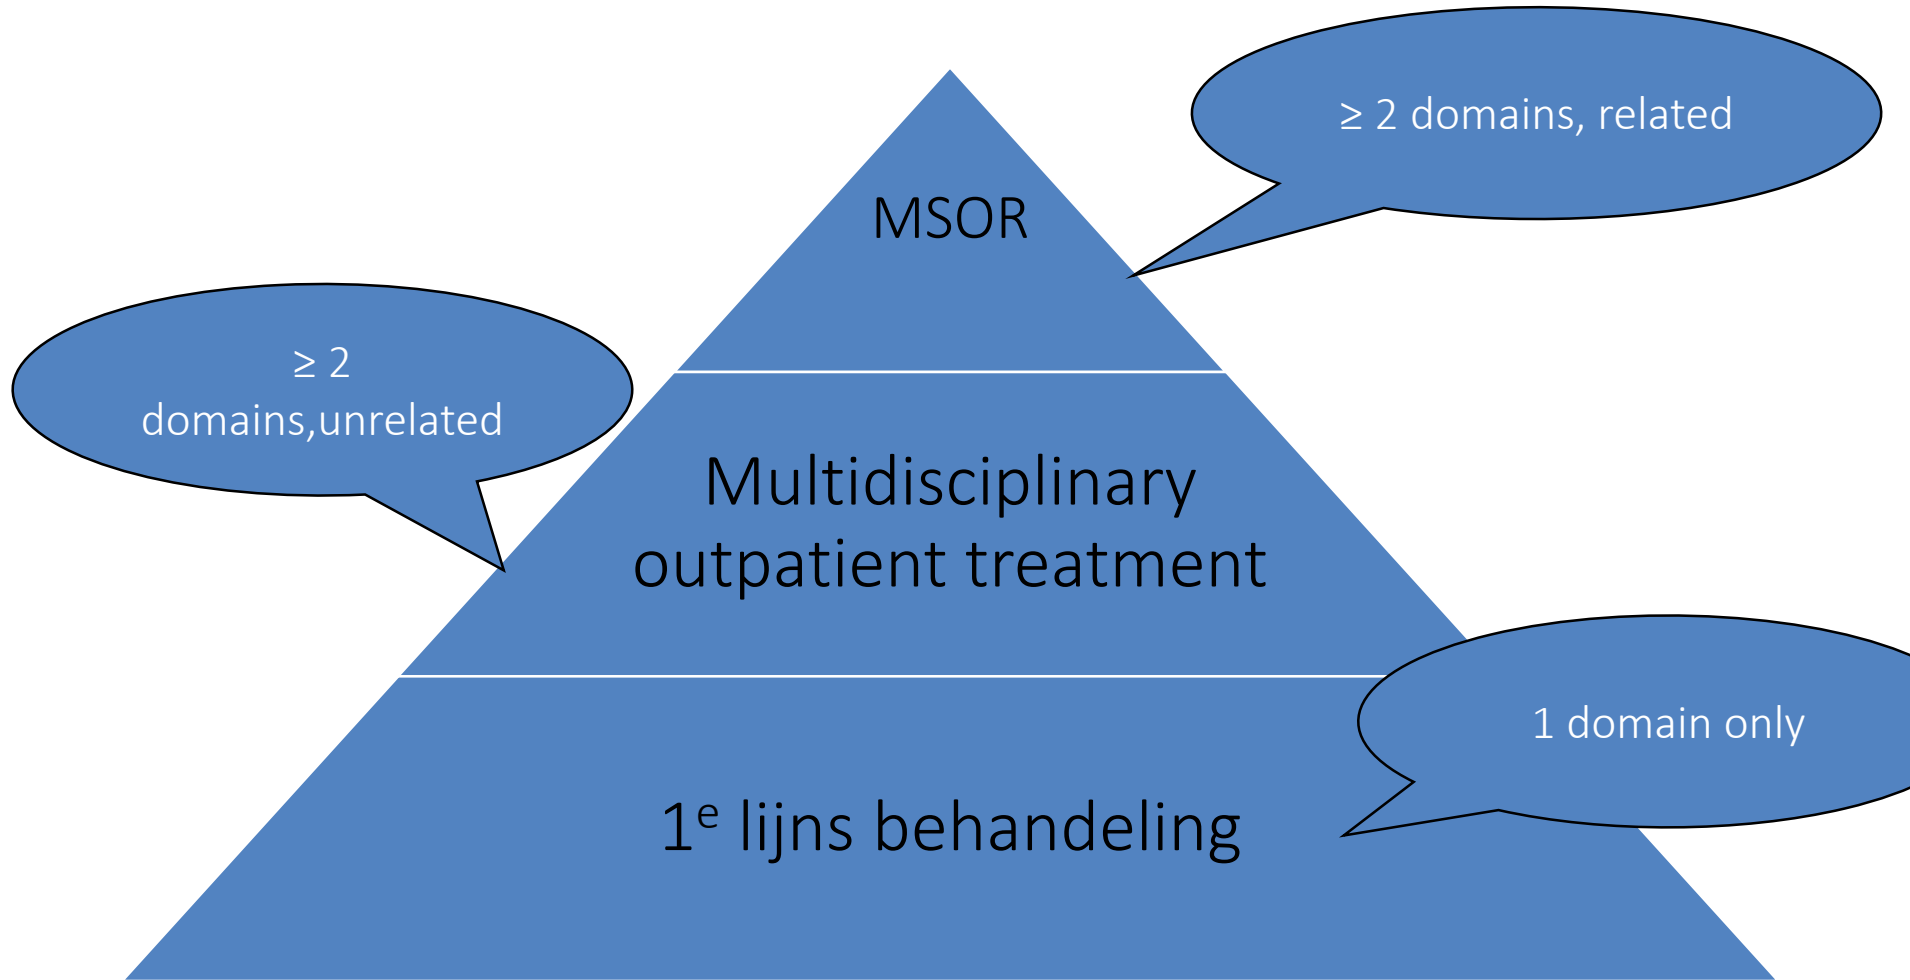 ≥ 2 domains, related
MSOR
≥ 2
domains,unrelated
Multidisciplinary
outpatient treatment
1 domain only
1e lijns behandeling